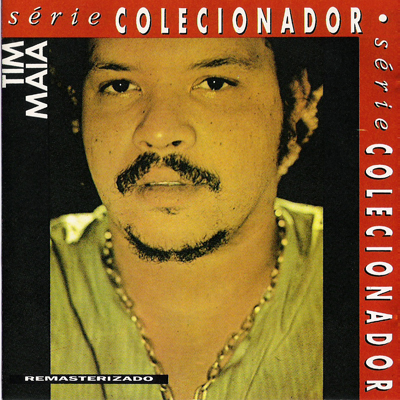 série COLECIONADOR •
série COLECIONADOR
TIM
MAIA
REMASTERIZADO